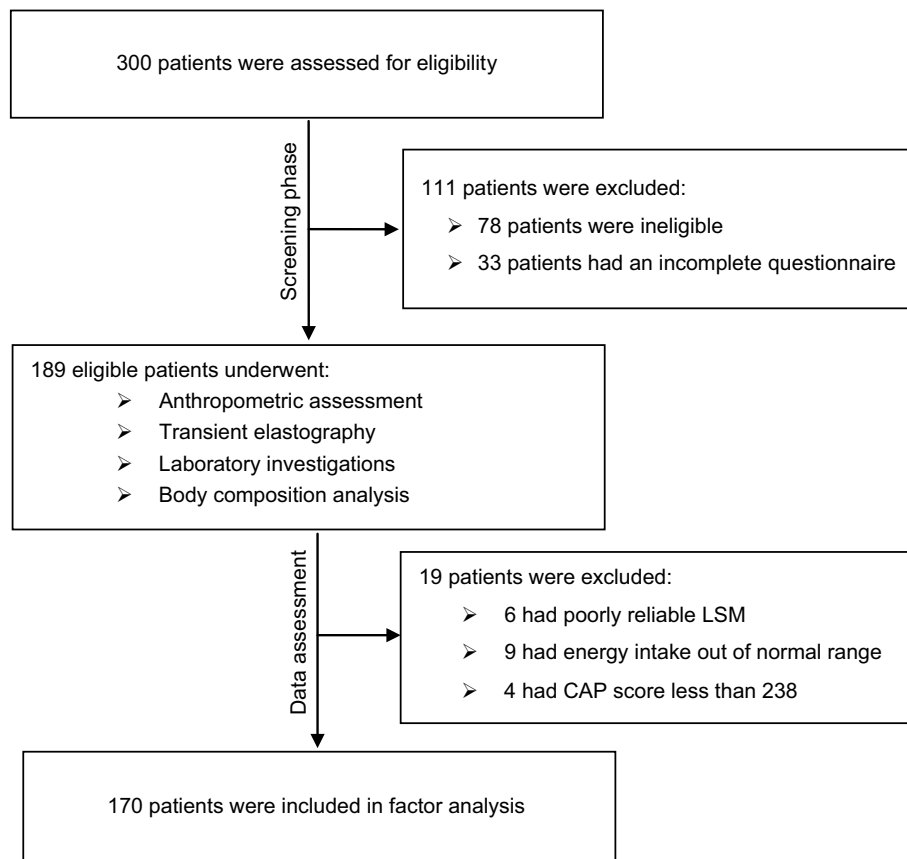 300 patients were assessed for eligibility
Screening phase
111 patients were excluded:
➢ 78 patients were ineligible
➢ 33 patients had an incomplete questionnaire
189 eligible patients underwent:
➢ Anthropometric assessment
➢ Transient elastography
➢ Laboratory investigations
➢ Body composition analysis
Data assessment
19 patients were excluded:
➢ 6 had poorly reliable LSM
➢ 9 had energy intake out of normal range
➢ 4 had CAP score less than 238
170 patients were included in factor analysis